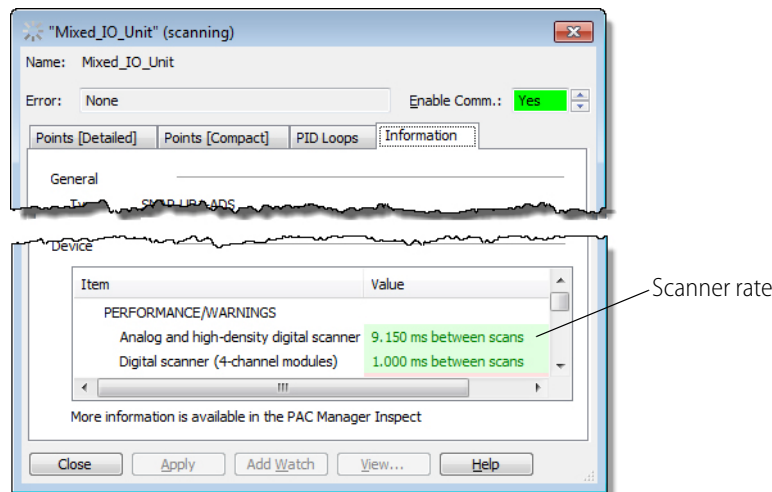 "Mixed_IO_Unit" (scanning)
Name: Mixed_IO_Unit
Error: None Enable Comm.: Yes
Points [Detailed] Points [Compact] PID Loops Information
General
Device
Item Value
PERFORMANCE/WARNINGS
Analog and high-density digital scanner 9.150 ms between scans
Scanner rate
Digital scanner (4-channel modules) 1.000 ms between scans
More information is available in the PAC Manager Inspect
Close Apply Add Watch View... Help